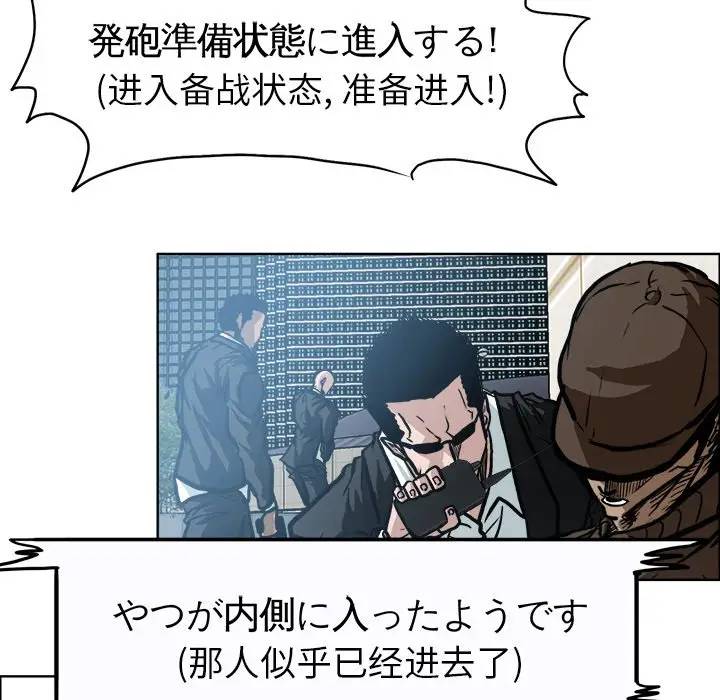 発砲準備状態に進入する!
(进入备战状态, 准备进入!)
やつが内側に入ったようです
(那人似乎已经进去了)